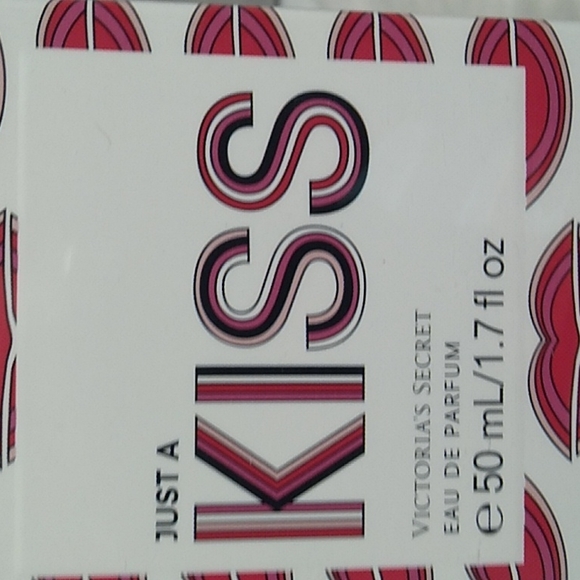 JUST A
KISS
VICTORIA'S SECRET
EAU DE PARFUM
℮ 50 mL/1.7 fl oz